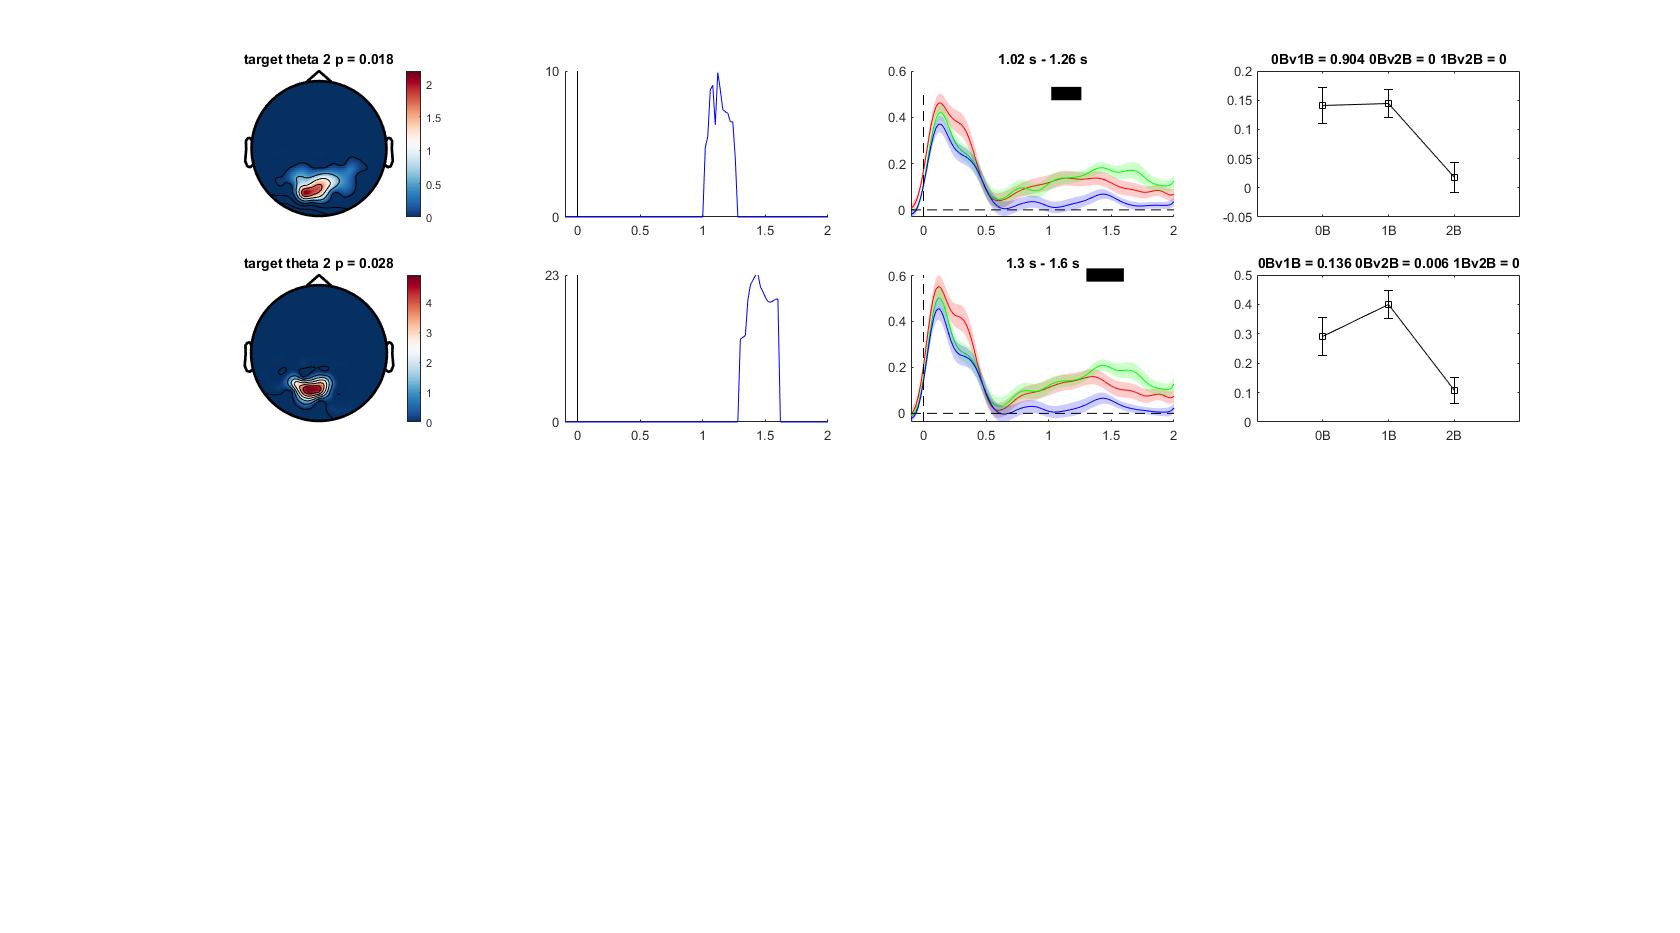 target theta 2 p = 0.018
2
1.5
1
0.5
0
10
5
0
0 0.5 1 1.5 2
1.02 s - 1.26 s
0.6
0.4
0.2
0
0 0.5 1 1.5 2
0Bv1B = 0.904 0Bv2B = 0 1Bv2B = 0
0.2
0.15
0.1
0.05
0
-0.05
0B 1B 2B
target theta 2 p = 0.028
4
3
2
1
0
23
0
0 0.5 1 1.5 2
1.3 s - 1.6 s
0.6
0.4
0.2
0
0 0.5 1 1.5 2
0Bv1B = 0.136 0Bv2B = 0.006 1Bv2B = 0
0.5
0.4
0.3
0.2
0.1
0
0B 1B 2B